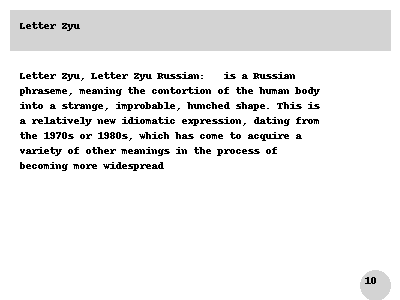 Letter Zyu
Letter Zyu, Letter Zyu Russian:   is a Russian
phraseme, meaning the contortion of the human body
into a strange, improbable, hunched shape. This is
a relatively new idiomatic expression, dating from
the 1970s or 1980s, which has come to acquire a
variety of other meanings in the process of
becoming more widespread
10